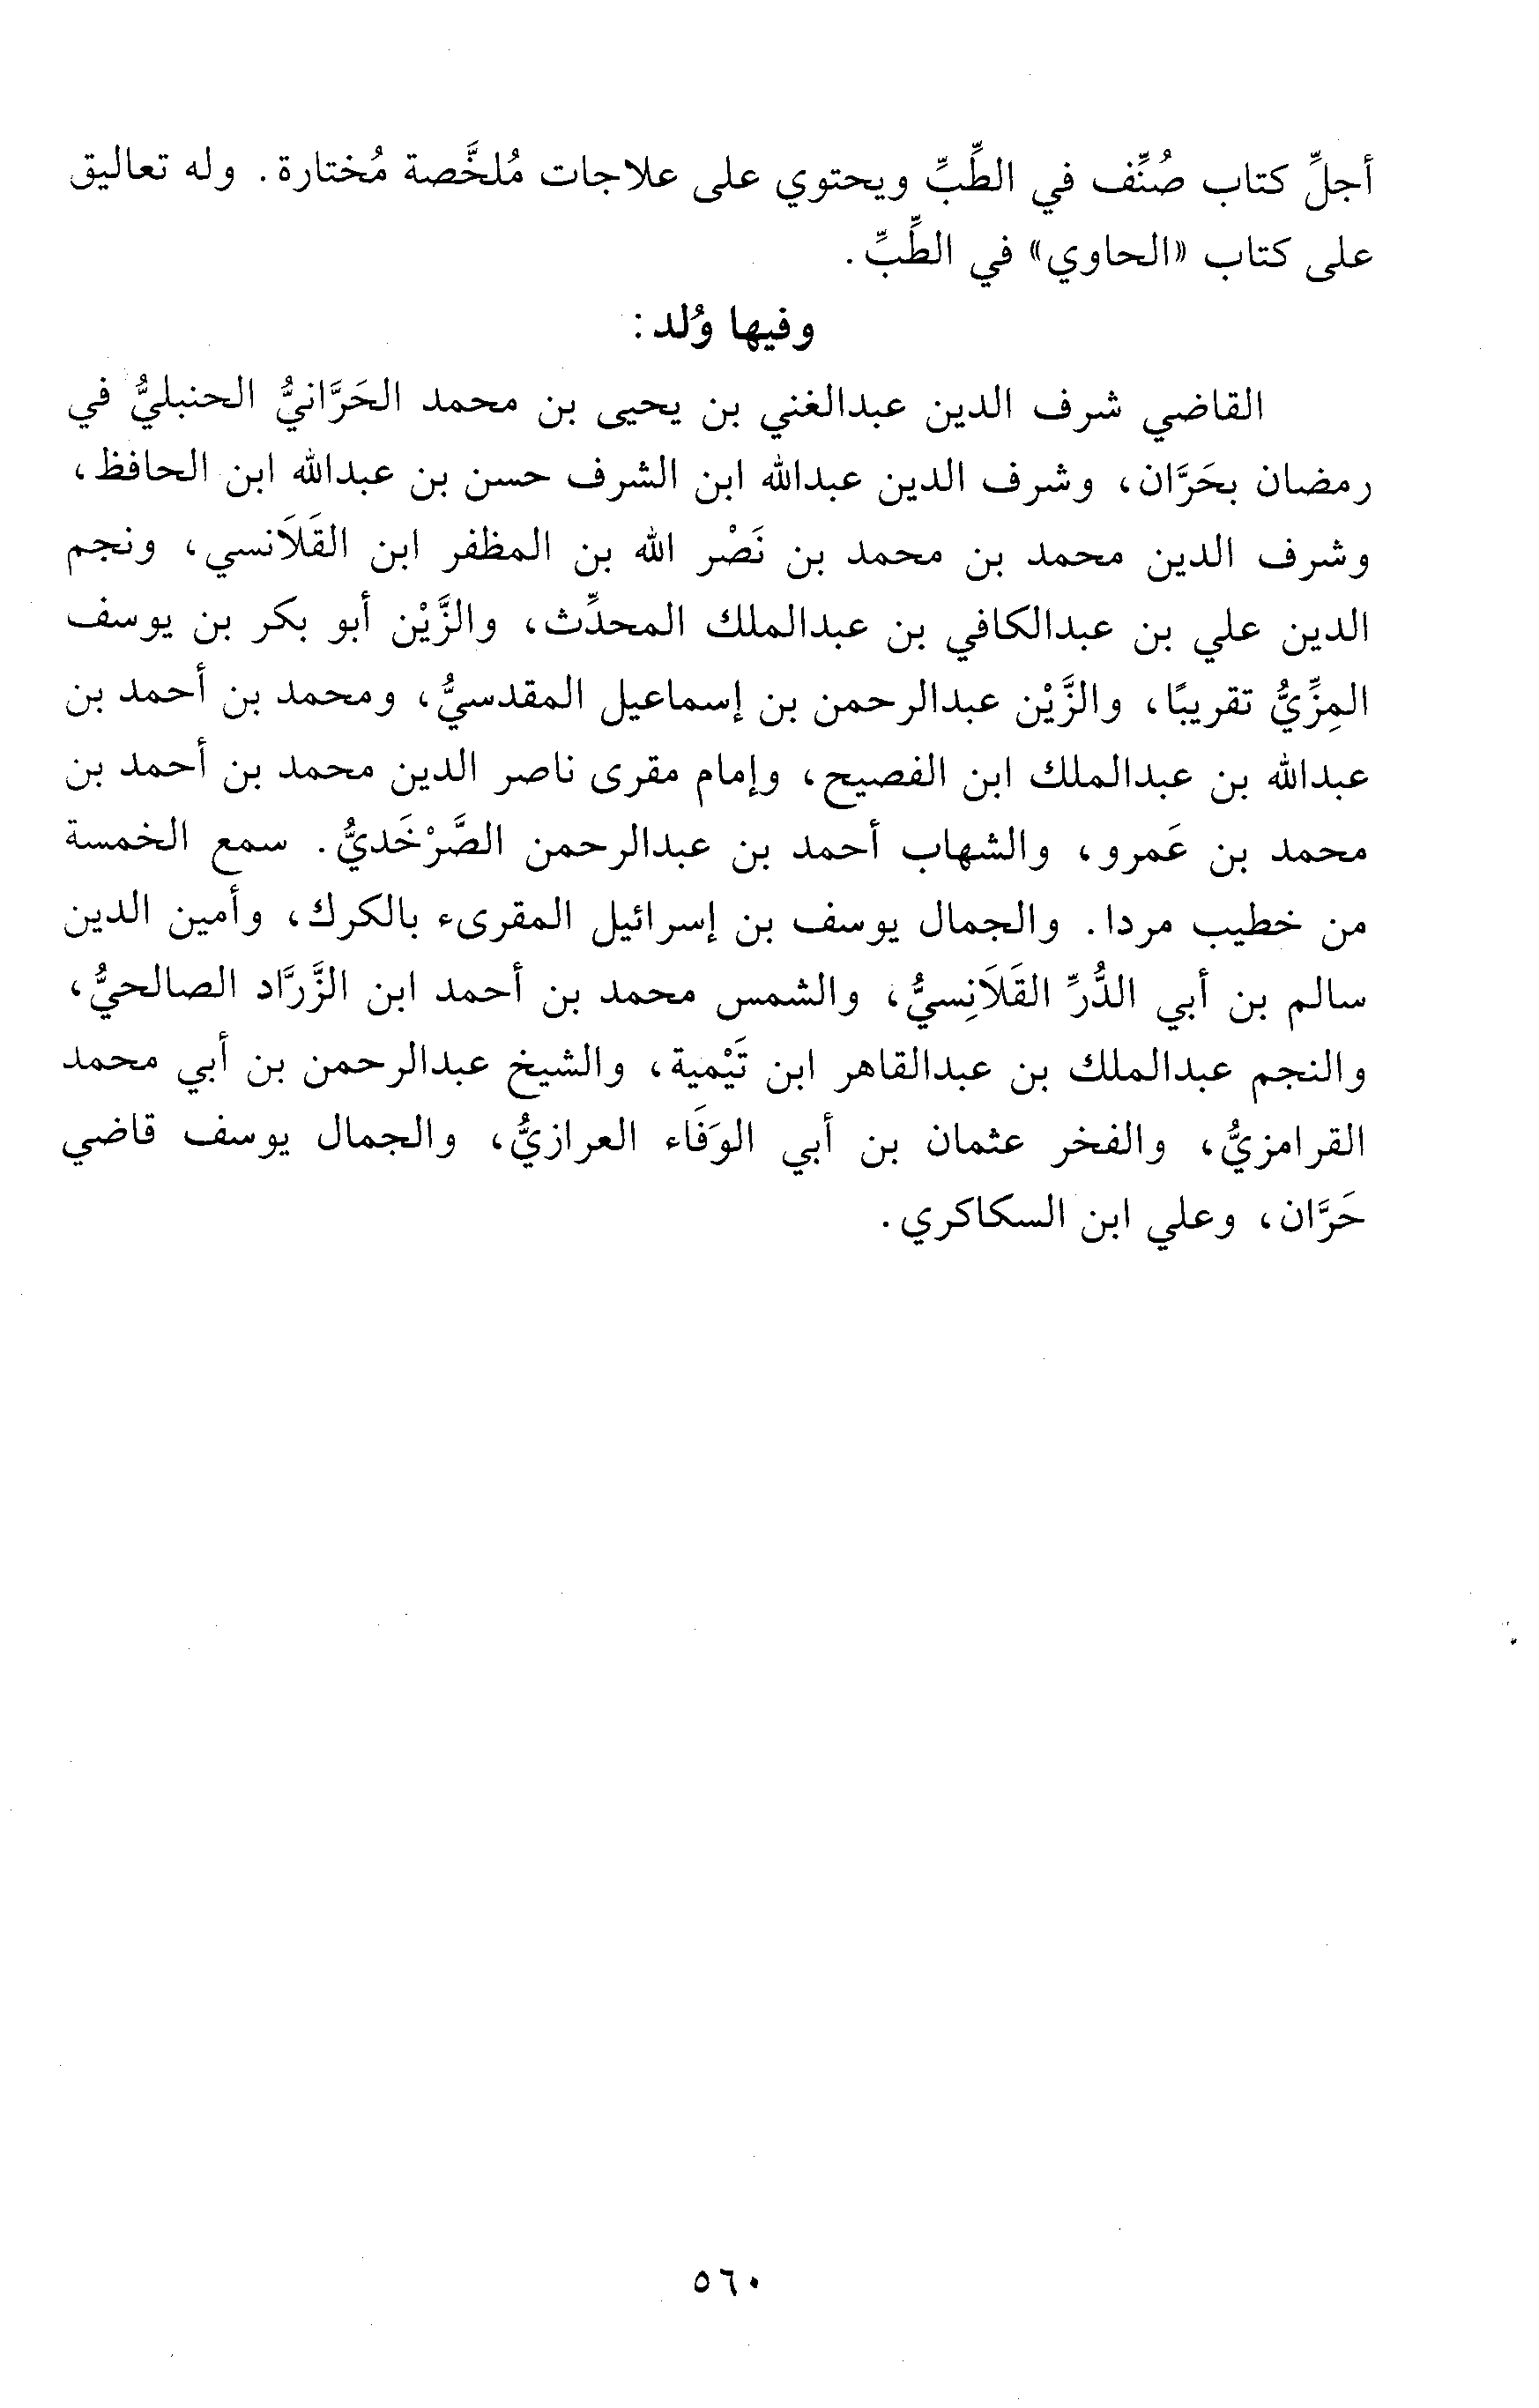 أجلِّ كتاب صُنِّف في الطِّبِّ ويحتوي على علاجات مُلخَّصة مُختارة. وله تعاليق
على كتاب «الحاوي» في الطِّبِّ.
وفيها وُلد:
القاضي شرف الدين عبدالغني بن يحيى بن محمد الحَرَّانيُّ الحنبليُّ في
رمضان بحَرَّان، وشرف الدين عبدالله ابن الشرف حسن بن عبدالله ابن الحافظ،
وشرف الدين محمد بن محمد بن نَصْر الله بن المظفر ابن القَلَانسي، ونجم
الدين علي بن عبدالكافي بن عبدالملك المحدِّث، والزَّيْن أبو بكر بن يوسف
المِزِّيُّ تقريبًا، والزَّيْن عبدالرحمن بن إسماعيل المقدسيُّ، ومحمد بن أحمد بن
عبدالله بن عبدالملك ابن الفصيح، وإمام مقرى ناصر الدين محمد بن أحمد بن
محمد بن عَمرو، والشهاب أحمد بن عبدالرحمن الصَّرْخَديُّ. سمع الخمسة
من خطيب مردا. والجمال يوسف بن إسرائيل المقرىء بالكرك، وأمين الدين
سالم بن أبي الدُّرِّ القَلَانِسيُّ، والشمس محمد بن أحمد ابن الزَّرَّاد الصالحيُّ،
والنجم عبدالملك بن عبدالقاهر ابن تَيْمية، والشيخ عبدالرحمن بن أبي محمد
القرامزيُّ، والفخر عثمان بن أبي الوَفَاء العرازيُّ، والجمال يوسف قاضي
حَرَّان، وعلي ابن السكاكري.
٥٦٠